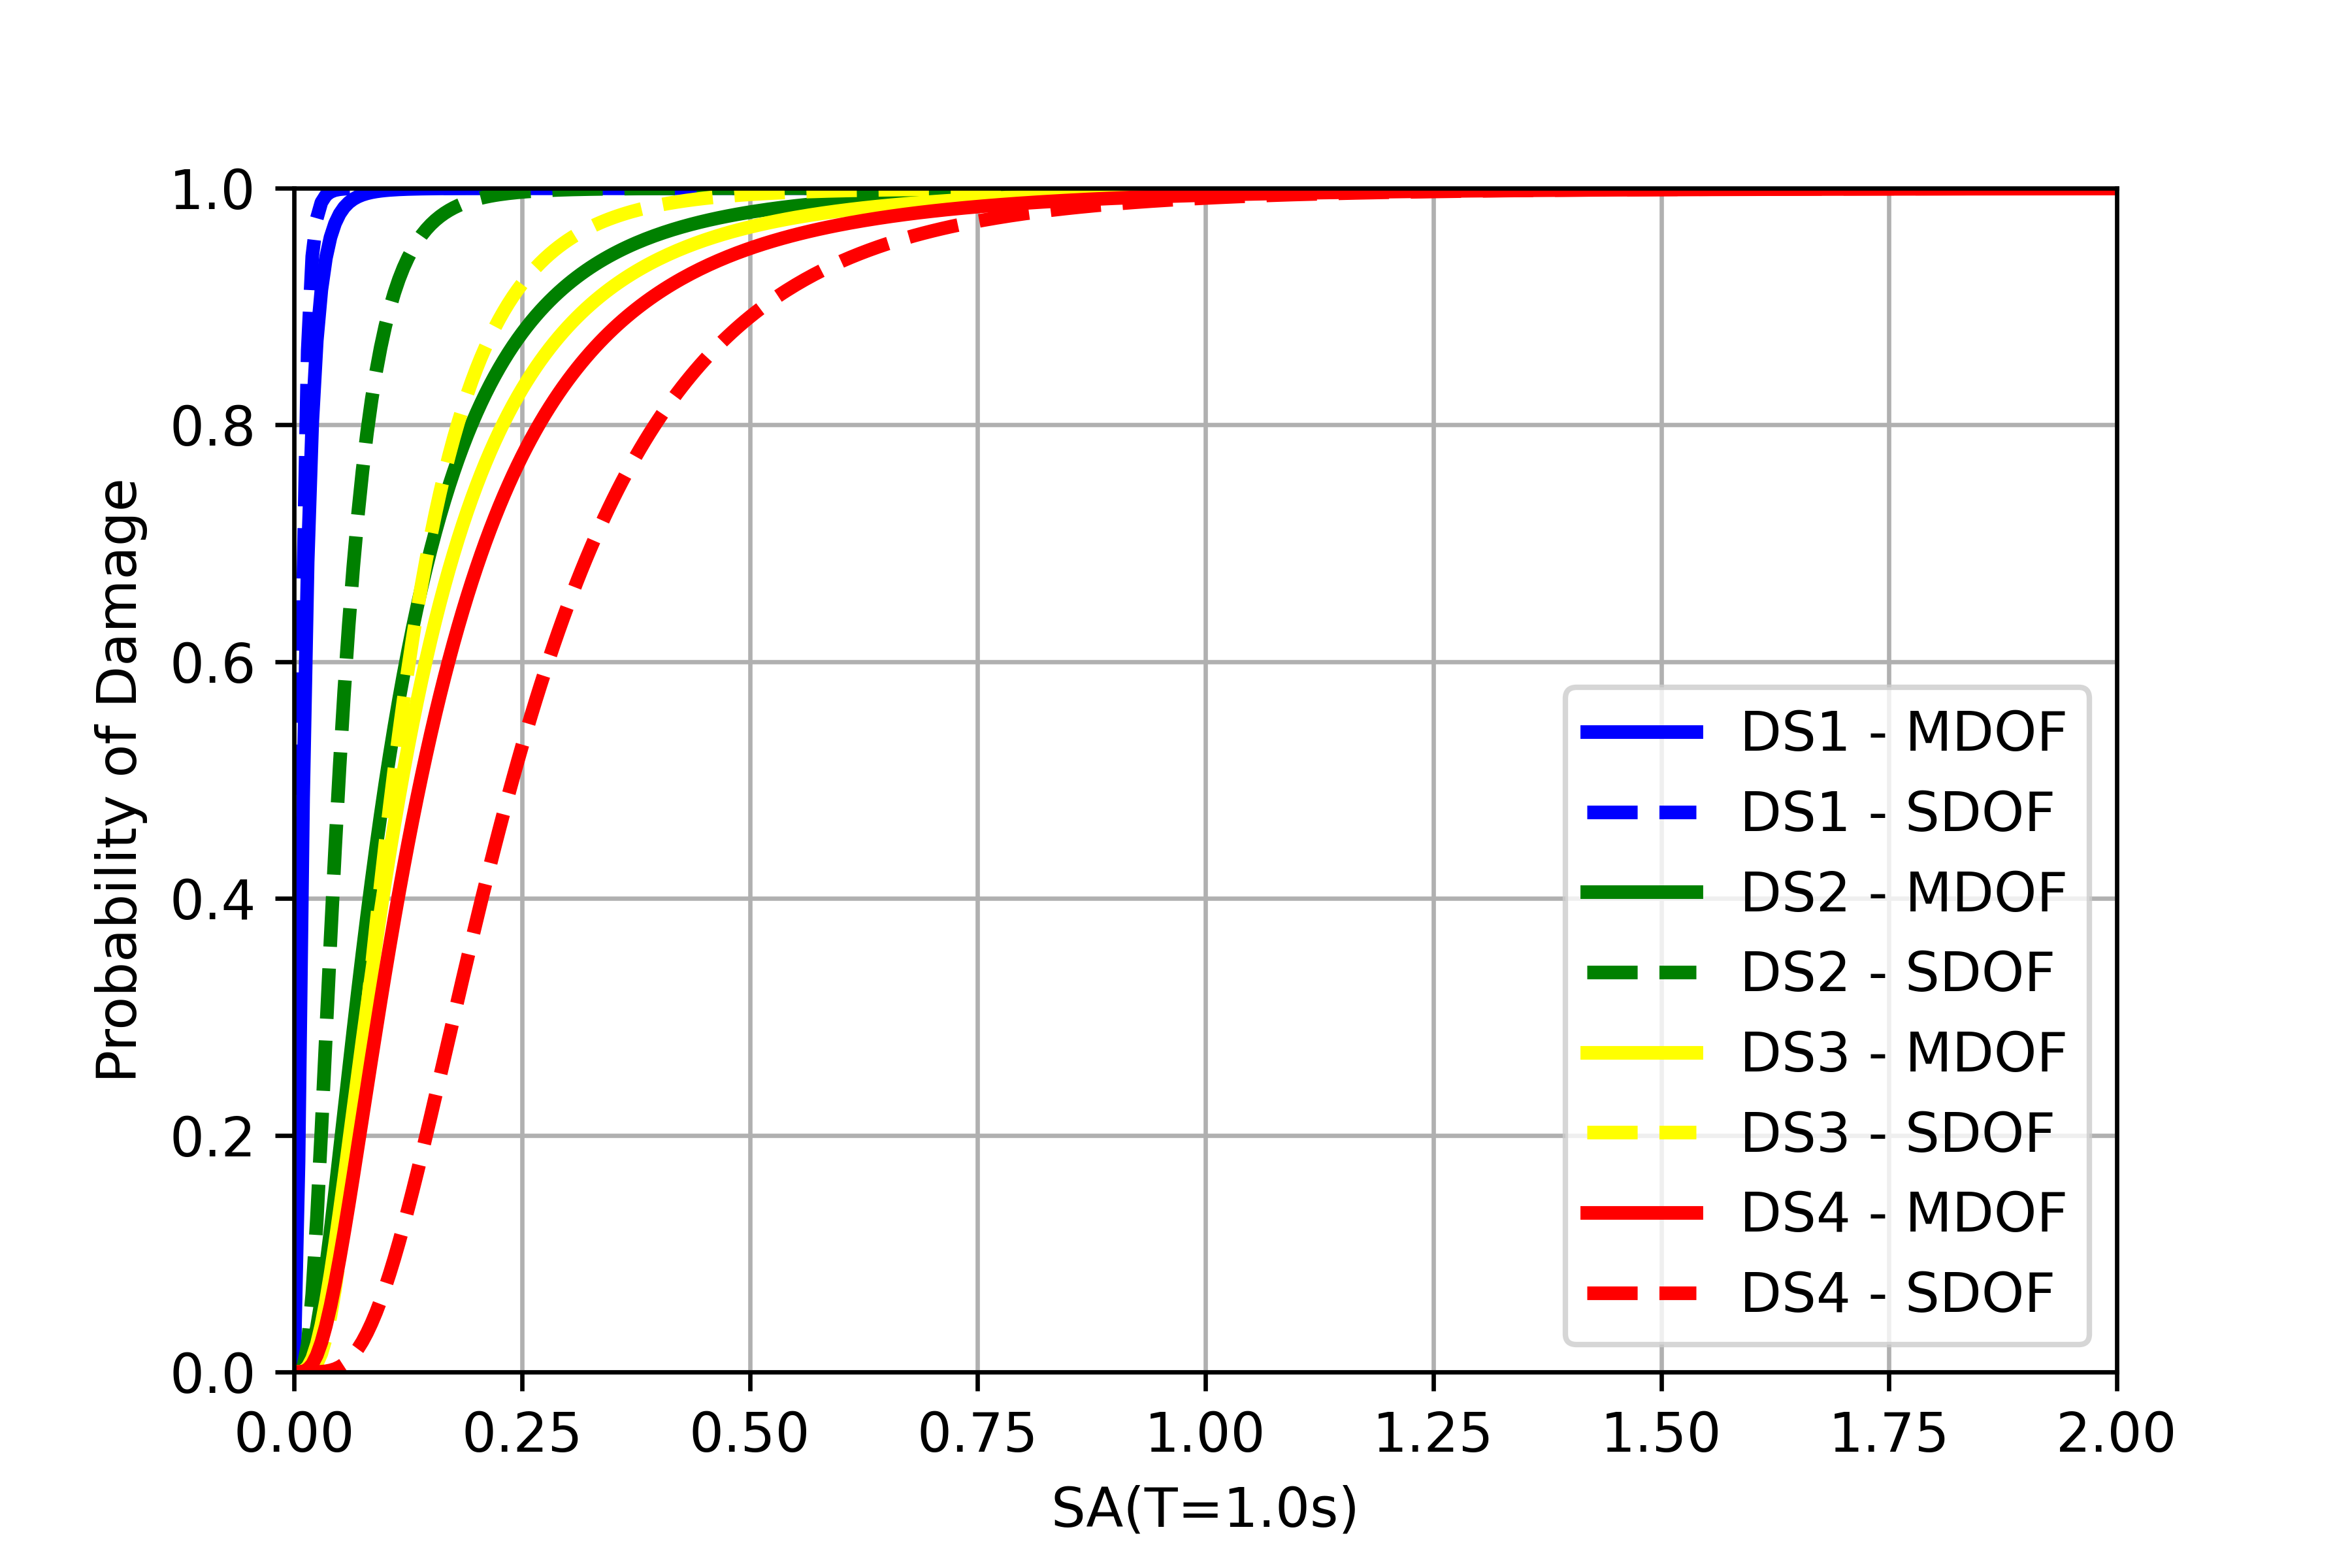 1.0
0.8
0.6
0.4
0.2
0.0
Probability of Damage
0.00 0.25 0.50 0.75 1.00 1.25 1.50 1.75 2.00
SA(T=1.0s)
DS1 - MDOF
DS1 - SDOF
DS2 - MDOF
DS2 - SDOF
DS3 - MDOF
DS3 - SDOF
DS4 - MDOF
DS4 - SDOF